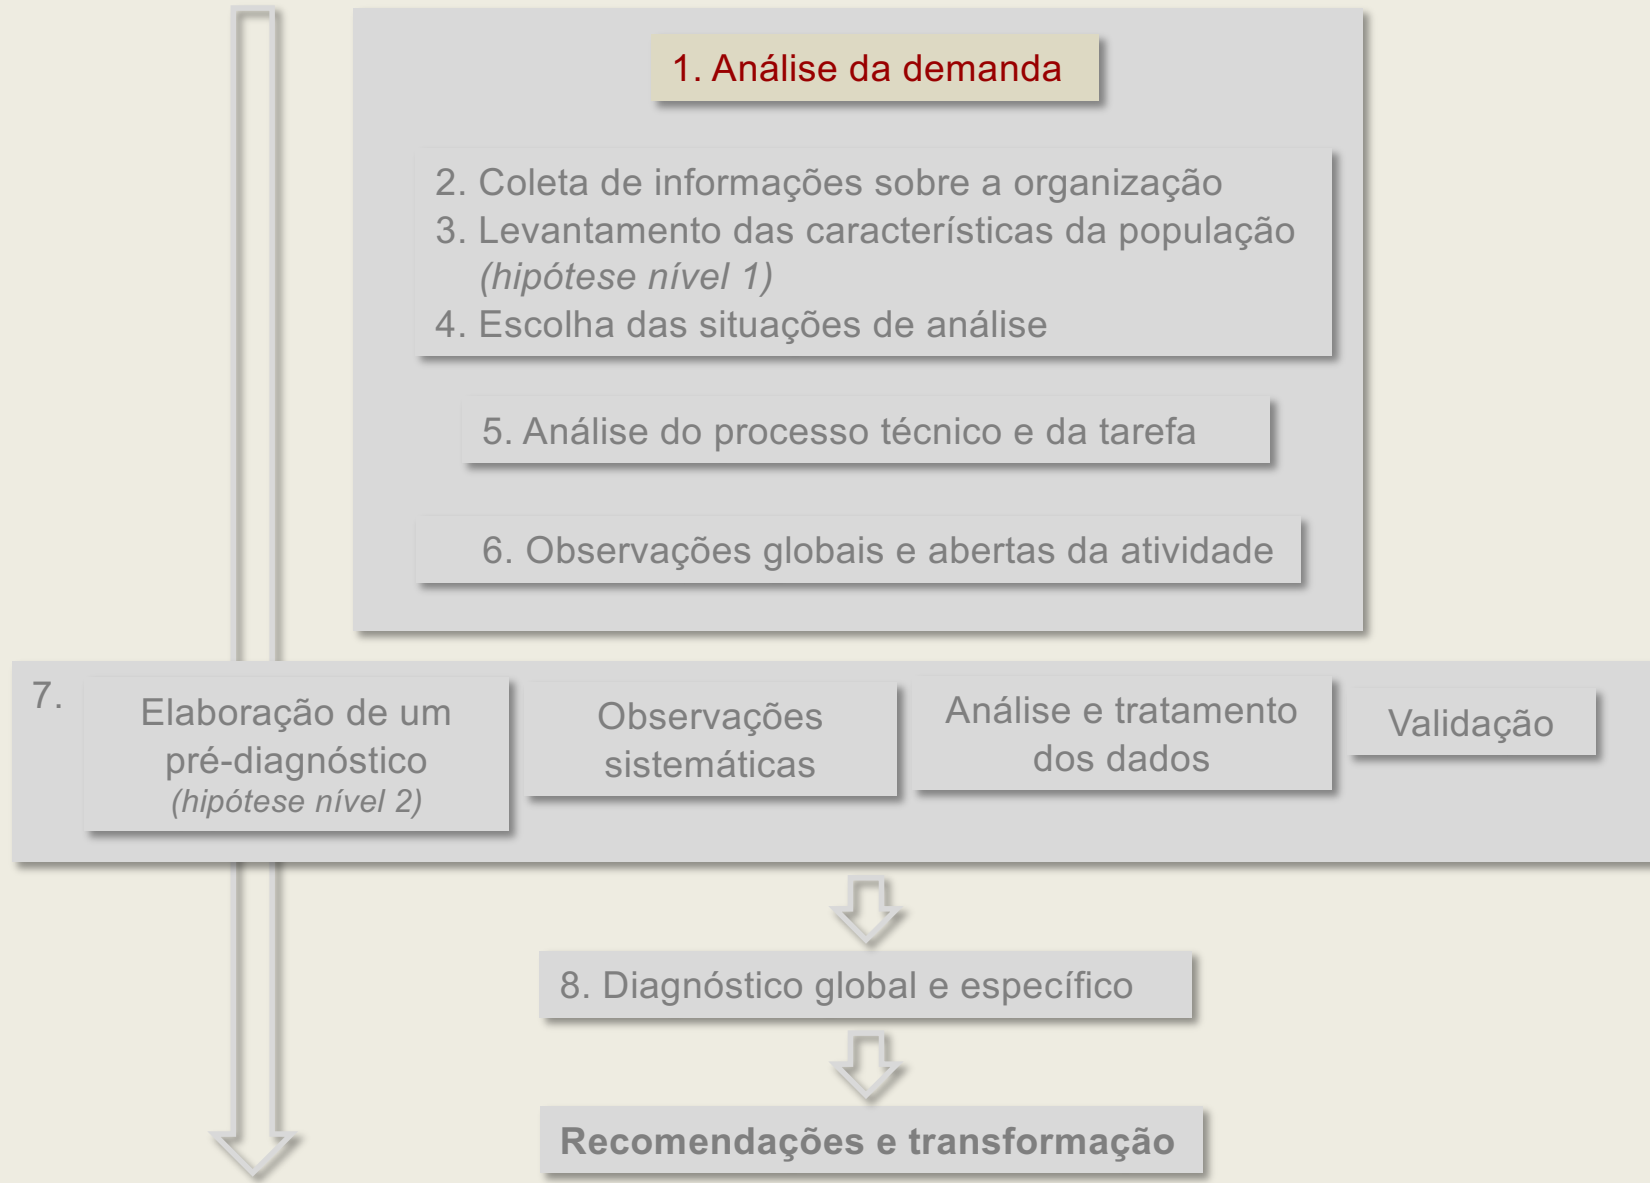 1. Análise da demanda
2. Coleta de informações sobre a organização
3. Levantamento das características da população
(hipótese nível 1)
4. Escolha das situações de análise
5. Análise do processo técnico e da tarefa
6. Observações globais e abertas da atividade
7.
Elaboração de um
pré-diagnóstico
(hipótese nível 2)
Observações
sistemáticas
Análise e tratamento
dos dados
Validação
8. Diagnóstico global e específico
Recomendações e transformação